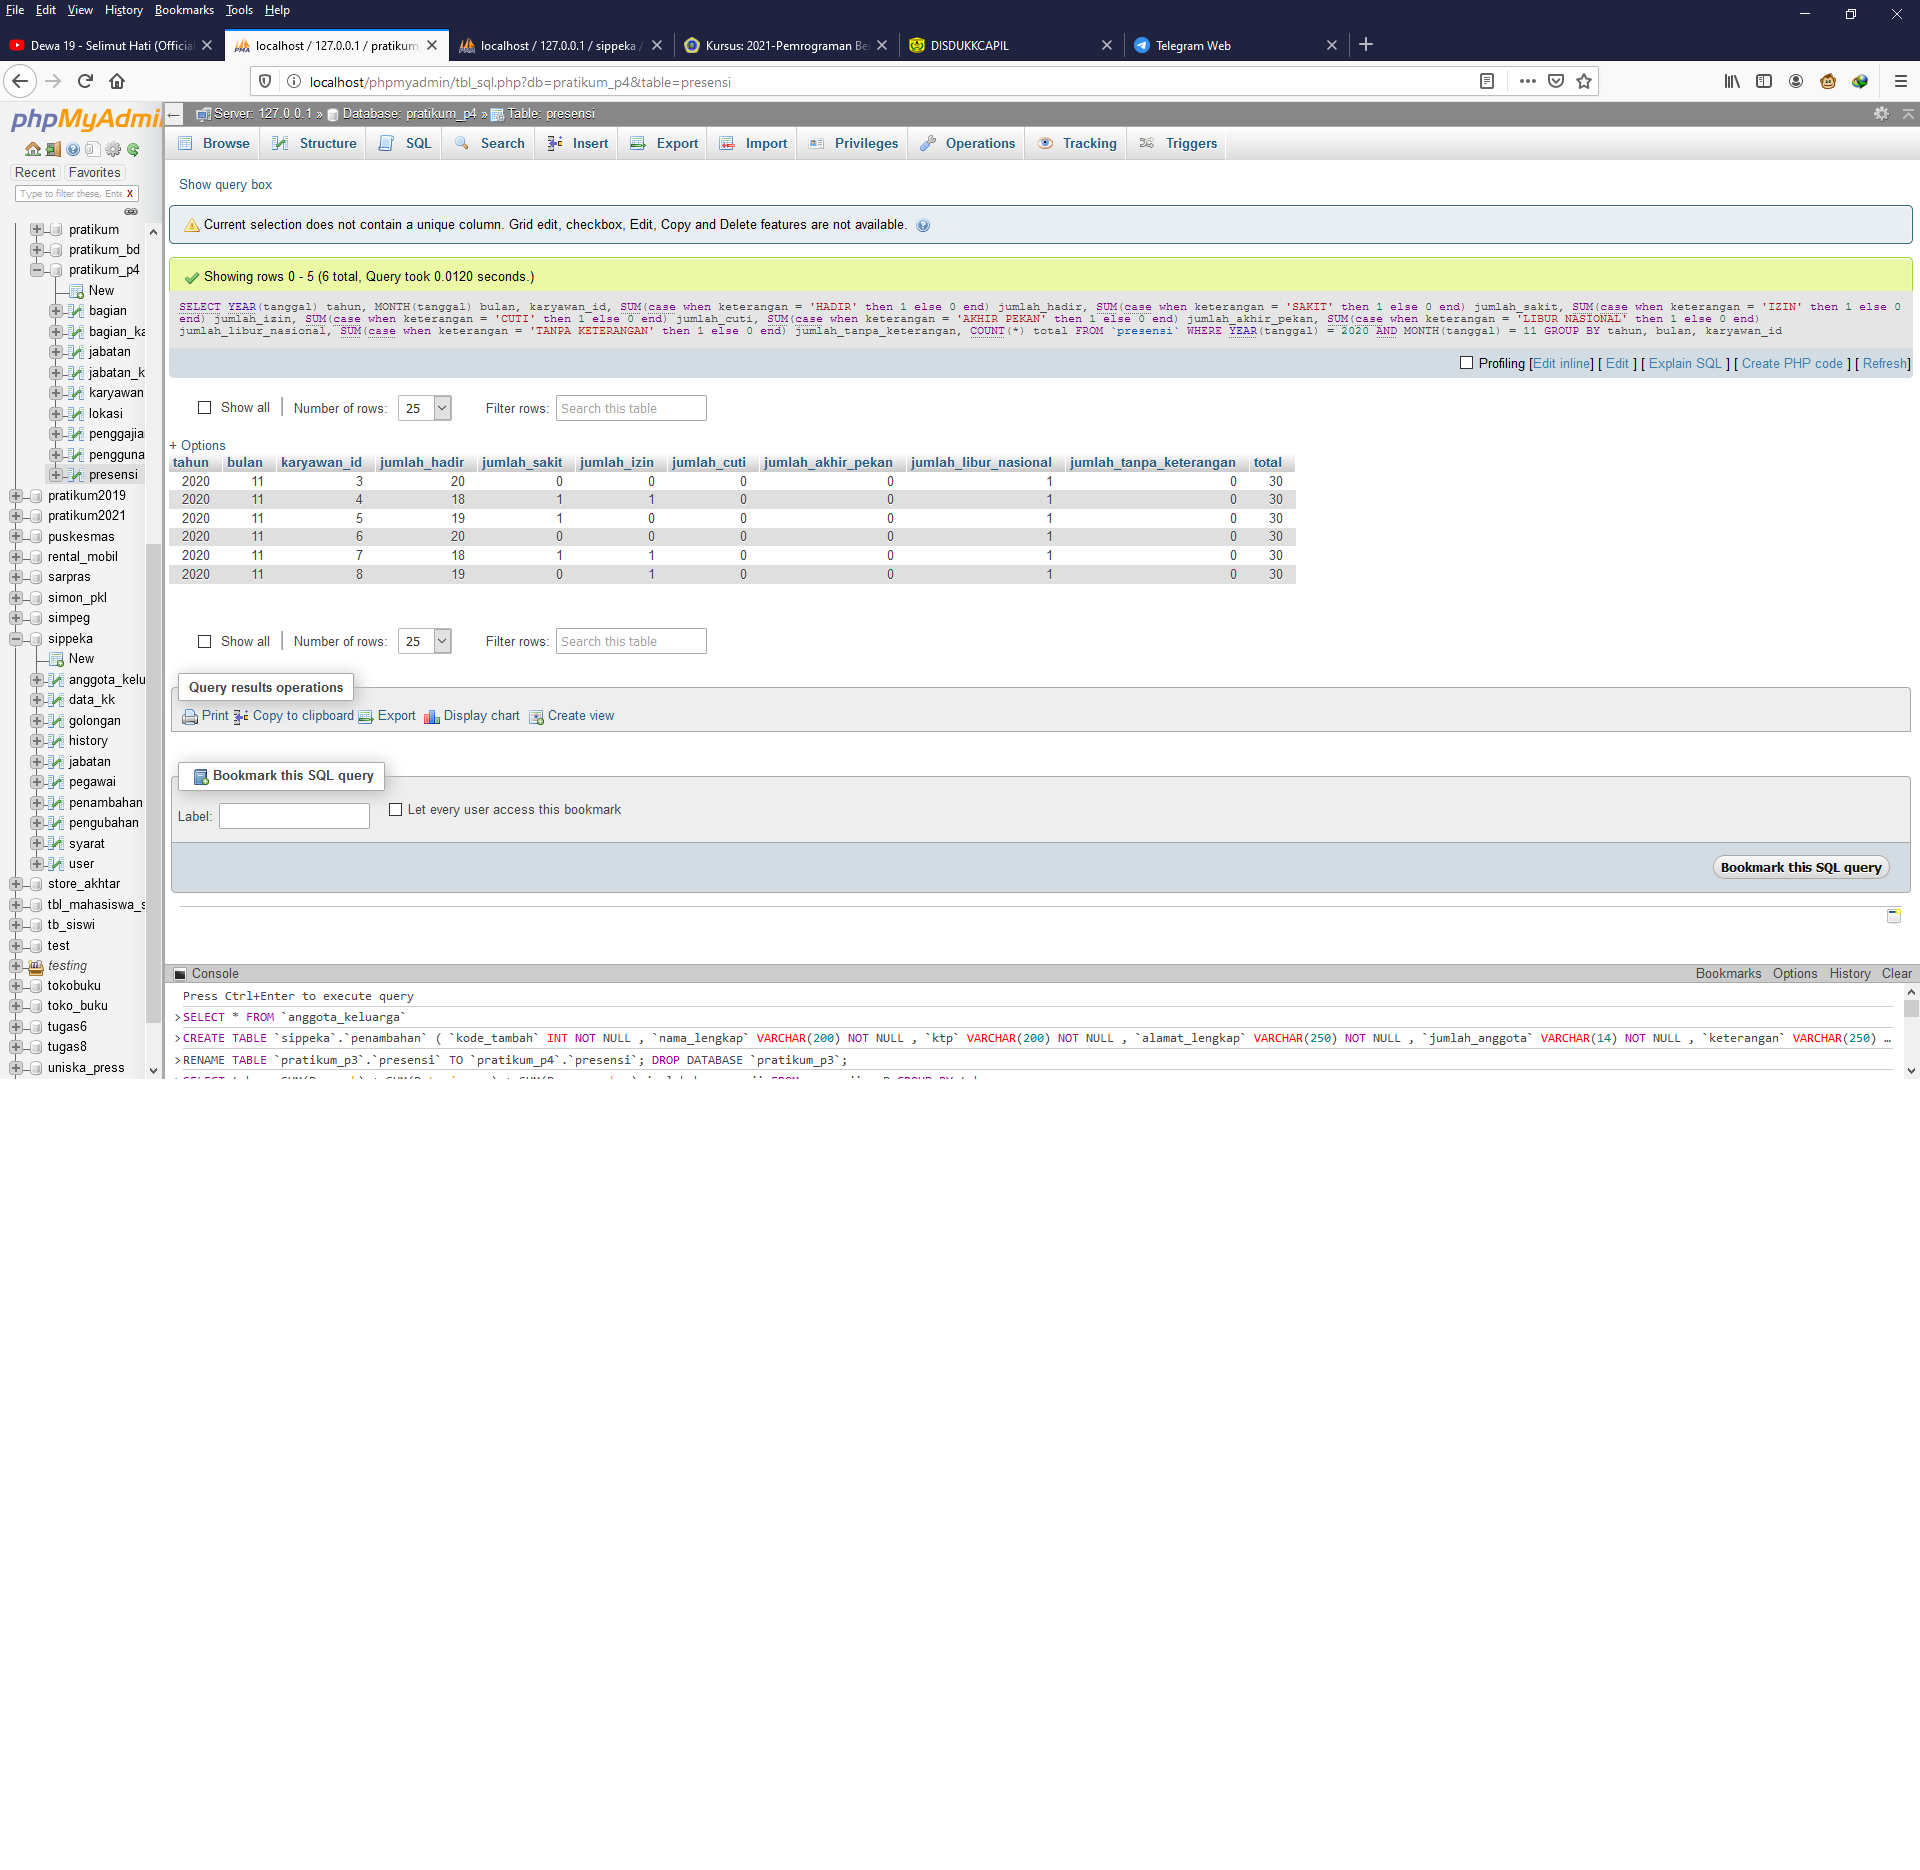 File Edit View History Bookmarks Tools Help
Dewa 19 - Selimut Hati (Official
localhost / 127.0.0.1 / pratikum
localhost / 127.0.0.1 / sippeka /
Kursus: 2021-Pemrograman Be
DISDUKKCAPIL
Telegram Web
localhost/phpmyadmin/tbl_sql.php?db=pratikum_p4&table=presensi
phpMyAdmi
Recent Favorites
Type to filter these, Ente X
pratikum
pratikum_bd
pratikum_p4
New
bagian
bagian_ka
jabatan
jabatan_k
karyawan
lokasi
penggajia
pengguna
presensi
pratikum2019
pratikum2021
puskesmas
rental_mobil
sarpras
simon_pkl
simpeg
sippeka
New
anggota_kelu
data_kk
golongan
history
jabatan
pegawai
penambahan
pengubahan
syarat
user
store_akhtar
tbl_mahasiswa_s
tb_siswi
test
testing
tokobuku
toko_buku
tugas6
tugas8
uniska_press
Server: 127.0.0.1 » Database: pratikum_p4 » Table: presensi
Browse Structure SQL Search Insert Export Import Privileges Operations Tracking Triggers
Show query box
Current selection does not contain a unique column. Grid edit, checkbox, Edit, Copy and Delete features are not available.
Showing rows 0 - 5 (6 total, Query took 0.0120 seconds.)
SELECT YEAR(tanggal) tahun, MONTH(tanggal) bulan, karyawan_id, SUM(case when keterangan = 'HADIR' then 1 else 0 end) jumlah_hadir, SUM(case when keterangan = 'SAKIT' then 1 else 0 end) jumlah_sakit, SUM(case when keterangan = 'IZIN' then 1 else 0
end) jumlah_izin, SUM(case when keterangan = 'CUTI' then 1 else 0 end) jumlah_cuti, SUM(case when keterangan = 'AKHIR PEKAN' then 1 else 0 end) jumlah_akhir_pekan, SUM(case when keterangan = 'LIBUR NASIONAL' then 1 else 0 end)
jumlah_libur_nasional, SUM(case when keterangan = 'TANPA KETERANGAN' then 1 else 0 end) jumlah_tanpa_keterangan, COUNT(*) total FROM `presensi` WHERE YEAR(tanggal) = 2020 AND MONTH(tanggal) = 11 GROUP BY tahun, bulan, karyawan_id
Profiling [Edit inline] [ Edit ] [ Explain SQL ] [ Create PHP code ] [ Refresh]
Show all Number of rows: 25 Filter rows: Search this table
+ Options
tahun bulan karyawan_id jumlah_hadir jumlah_sakit jumlah_izin jumlah_cuti jumlah_akhir_pekan jumlah_libur_nasional jumlah_tanpa_keterangan total
2020 11 3 20 0 0 0 0 1 0 30
2020 11 4 18 1 1 0 0 1 0 30
2020 11 5 19 1 0 0 0 1 0 30
2020 11 6 20 0 0 0 0 1 0 30
2020 11 7 18 1 1 0 0 1 0 30
2020 11 8 19 0 1 0 0 1 0 30
Show all Number of rows: 25 Filter rows: Search this table
Query results operations
Print Copy to clipboard Export Display chart Create view
Bookmark this SQL query
Label: Let every user access this bookmark
Bookmark this SQL query
Console Bookmarks Options History Clear
Press Ctrl+Enter to execute query
>SELECT * FROM `anggota_keluarga`
>CREATE TABLE `sippeka`.`penambahan` ( `kode_tambah` INT NOT NULL , `nama_lengkap` VARCHAR(200) NOT NULL , `ktp` VARCHAR(200) NOT NULL , `alamat_lengkap` VARCHAR(250) NOT NULL , `jumlah_anggota` VARCHAR(14) NOT NULL , `keterangan` VARCHAR(250) …
>RENAME TABLE `pratikum_p3`.`presensi` TO `pratikum_p4`.`presensi`; DROP DATABASE `pratikum_p3`;